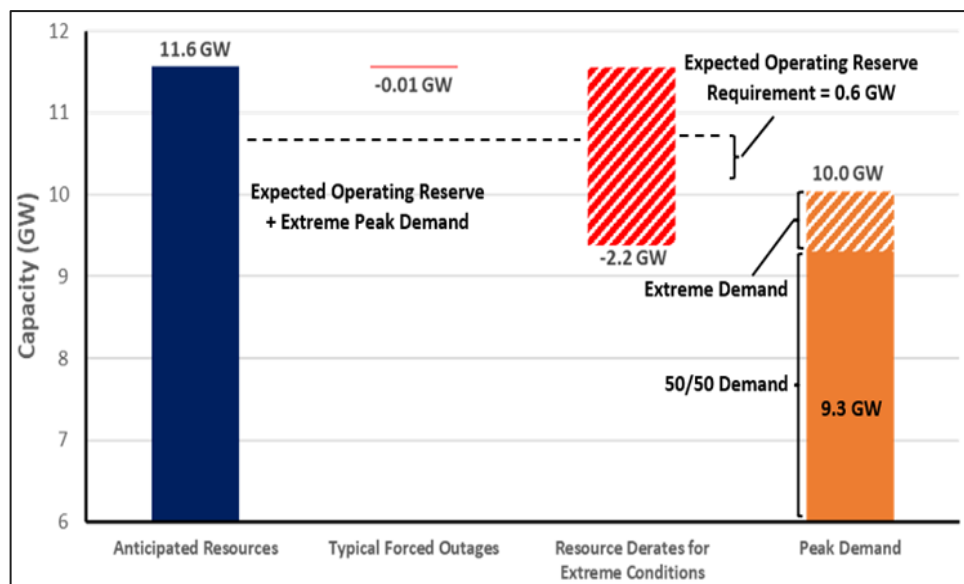 12
11
10
9
8
7
6
Capacity (GW)
11.6 GW
-0.01 GW
Expected Operating Reserve
Requirement = 0.6 GW
Expected Operating Reserve
+ Extreme Peak Demand
-2.2 GW
10.0 GW
Extreme Demand
50/50 Demand
9.3 GW
Anticipated Resources
Typical Forced Outages
Resource Derates for
Extreme Conditions
Peak Demand